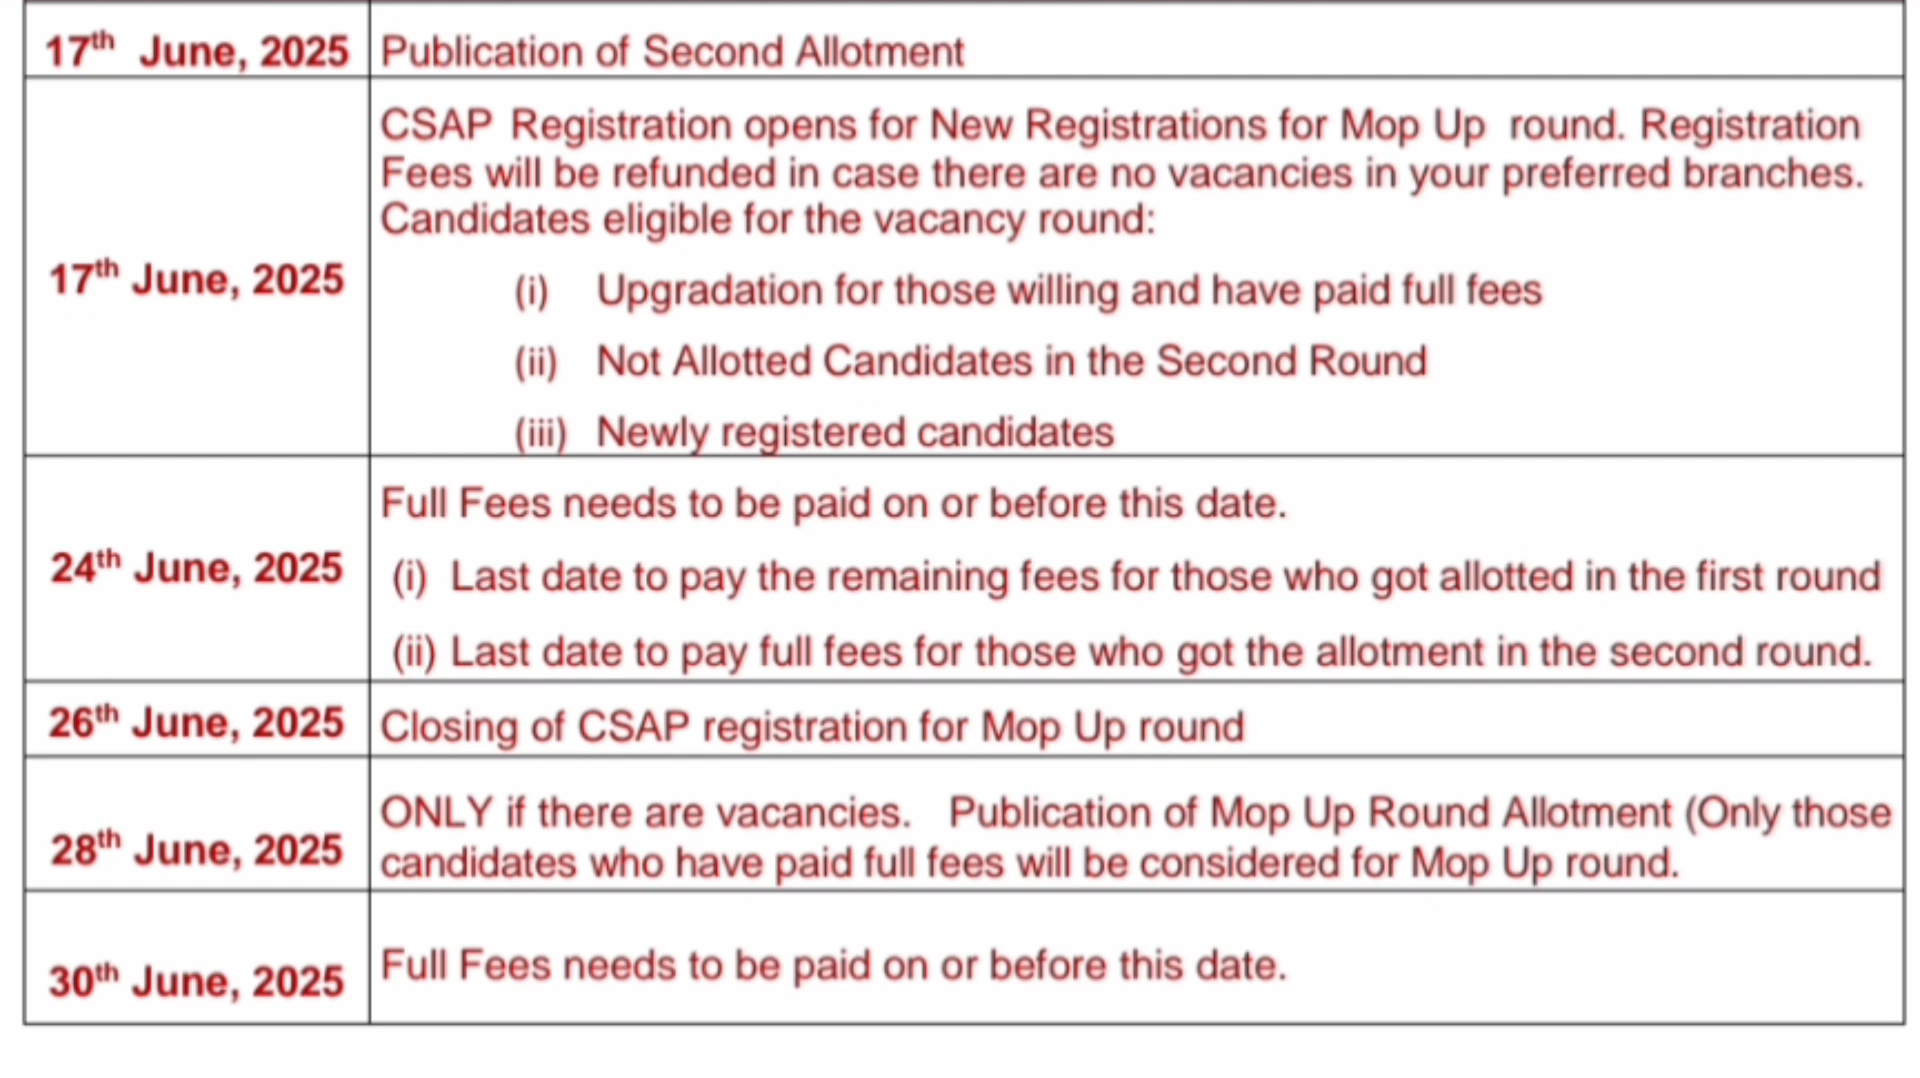 17th June, 2025 Publication of Second Allotment
CSAP Registration opens for New Registrations for Mop Up round. Registration
Fees will be refunded in case there are no vacancies in your preferred branches.
Candidates eligible for the vacancy round:
17th June, 2025
(i) Upgradation for those willing and have paid full fees
(ii) Not Allotted Candidates in the Second Round
(iii) Newly registered candidates
Full Fees needs to be paid on or before this date.
24th June, 2025
(i) Last date to pay the remaining fees for those who got allotted in the first round
(ii) Last date to pay full fees for those who got the allotment in the second round.
26th June, 2025 Closing of CSAP registration for Mop Up round
ONLY if there are vacancies. Publication of Mop Up Round Allotment (Only those
28th June, 2025
candidates who have paid full fees will be considered for Mop Up round.
30th June, 2025 Full Fees needs to be paid on or before this date.